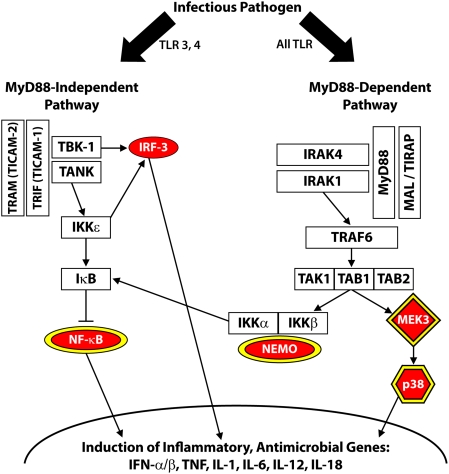 Infectious Pathogen
TLR 3, 4
All TLR
MyD88-Independent
Pathway
MyD88-Dependent
Pathway
TRAM (TICAM-2)
TRIF (TICAM-1)
TBK-1
TANK
IRF-3
IKKε
IκB
NF-κB
IRAK4
IRAK1
MyD88
MAL / TIRAP
TRAF6
TAK1 TAB1 TAB2
IKKα IKKβ
NEMO
MEK3
p38
Induction of Inflammatory, Antimicrobial Genes:
IFN-α/β, TNF, IL-1, IL-6, IL-12, IL-18